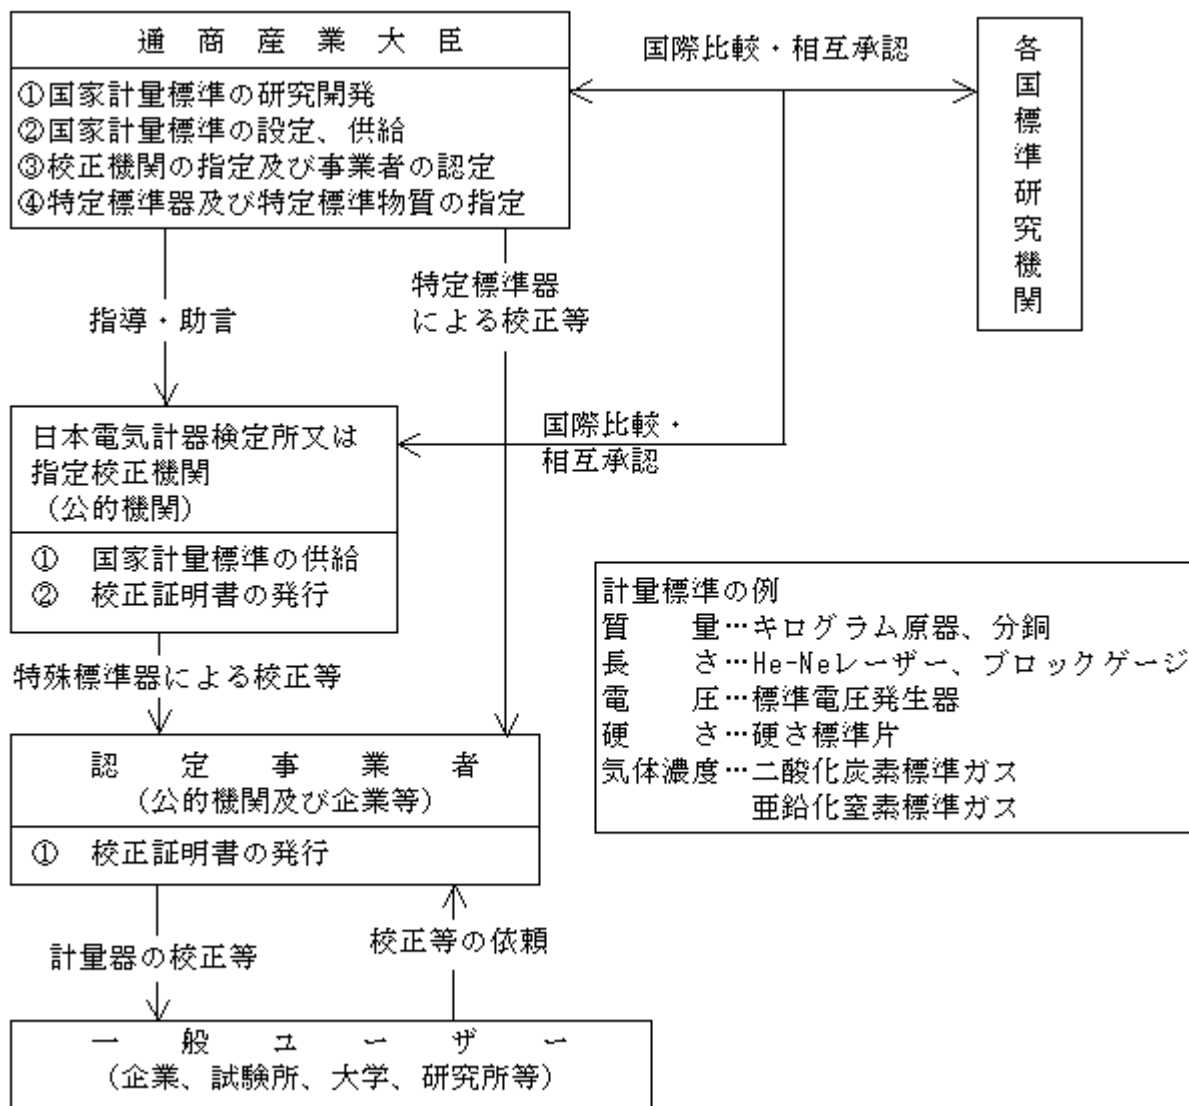 通商産業大臣
①国家計量標準の研究開発
②国家計量標準の設定、供給
③校正機関の指定及び事業者の認定
④特定標準器及び特定標準物質の指定
国際比較・相互承認
各国標準研究機関
指導・助言
特定標準器
による校正等
日本電気計器検定所又は
指定校正機関
（公的機関）
① 国家計量標準の供給
② 校正証明書の発行
国際比較・
相互承認
特殊標準器による校正等
計量標準の例
質　　量…キログラム原器、分銅
長　　さ…He-Neレーザー、ブロックゲージ
電　　圧…標準電圧発生器
硬　　さ…硬さ標準片
気体濃度…二酸化炭素標準ガス
亜鉛化窒素標準ガス
認定事業者
（公的機関及び企業等）
① 校正証明書の発行
計量器の校正等
校正等の依頼
一般ユーザー
（企業、試験所、大学、研究所等）